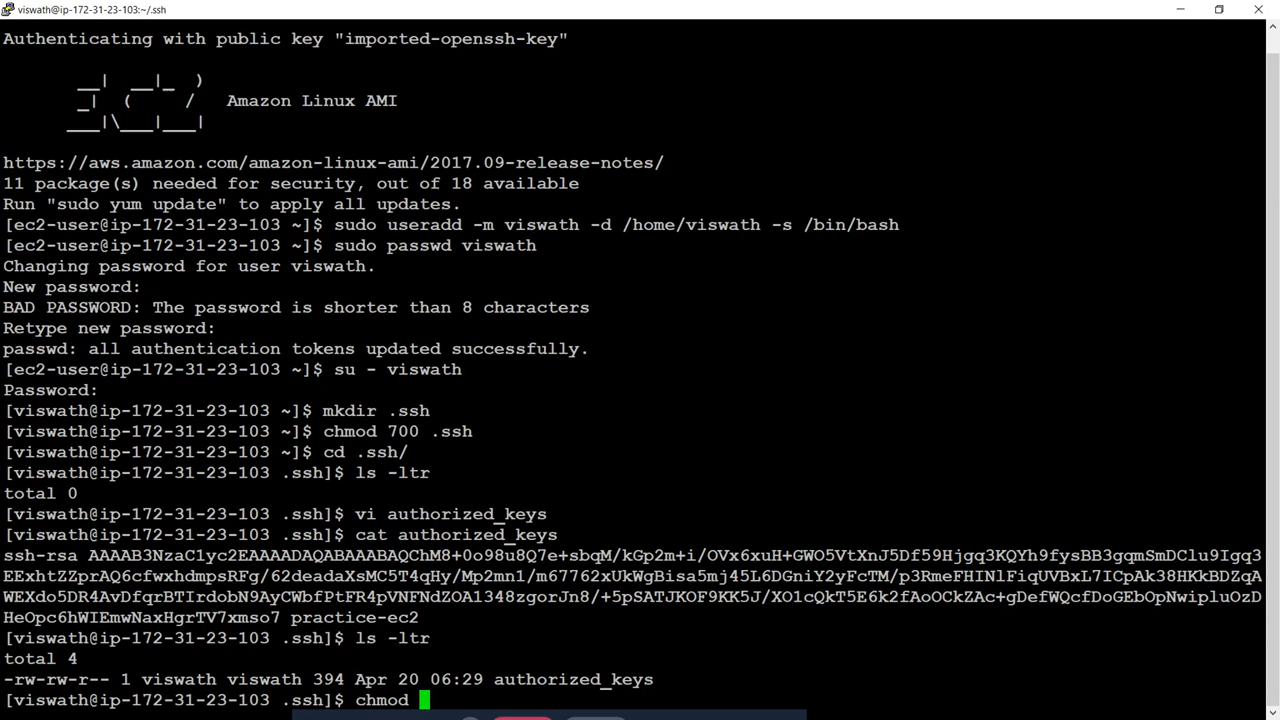 viswath@ip-172-31-23-103:~/.ssh
Authenticating with public key "imported-openssh-key"
__|  __|_  )
_|  (     /   Amazon Linux AMI
___|\___|___|
https://aws.amazon.com/amazon-linux-ami/2017.09-release-notes/
11 package(s) needed for security, out of 18 available
Run "sudo yum update" to apply all updates.
[ec2-user@ip-172-31-23-103 ~]$ sudo useradd -m viswath -d /home/viswath -s /bin/bash
[ec2-user@ip-172-31-23-103 ~]$ sudo passwd viswath
Changing password for user viswath.
New password:
BAD PASSWORD: The password is shorter than 8 characters
Retype new password:
passwd: all authentication tokens updated successfully.
[ec2-user@ip-172-31-23-103 ~]$ su - viswath
Password:
[viswath@ip-172-31-23-103 ~]$ mkdir .ssh
[viswath@ip-172-31-23-103 ~]$ chmod 700 .ssh
[viswath@ip-172-31-23-103 ~]$ cd .ssh/
[viswath@ip-172-31-23-103 .ssh]$ ls -ltr
total 0
[viswath@ip-172-31-23-103 .ssh]$ vi authorized_keys
[viswath@ip-172-31-23-103 .ssh]$ cat authorized_keys
ssh-rsa AAAAB3NzaC1yc2EAAAADAQABAAABAQChM8+0o98u8Q7e+sbqM/kGp2m+i/OVx6xuH+GWO5VtXnJ5Df59Hjgq3KQYh9fysBB3gqmSmDClu9Igq3
EExhtZZprAQ6cfwxhdmpsRFg/62deadaXsMC5T4qHy/Mp2mn1/m67762xUkWgBisa5mj45L6DGniY2yFcTM/p3RmeFHINlFiqUVBxL7ICpAk38HKkBDZqA
WEXdo5DR4AvDfqrBTIrdobN9AyCWbfPtFR4pVNFNdZOA1348zgorJn8/+5pSATJKOF9KK5J/XO1cQkT5E6k2fAoOCkZAc+gDefWQcfDoGEbOpNwipluOzD
HeOpc6hWIEmwNaxHgrTV7xmso7 practice-ec2
[viswath@ip-172-31-23-103 .ssh]$ ls -ltr
total 4
-rw-rw-r-- 1 viswath viswath 394 Apr 20 06:29 authorized_keys
[viswath@ip-172-31-23-103 .ssh]$ chmod